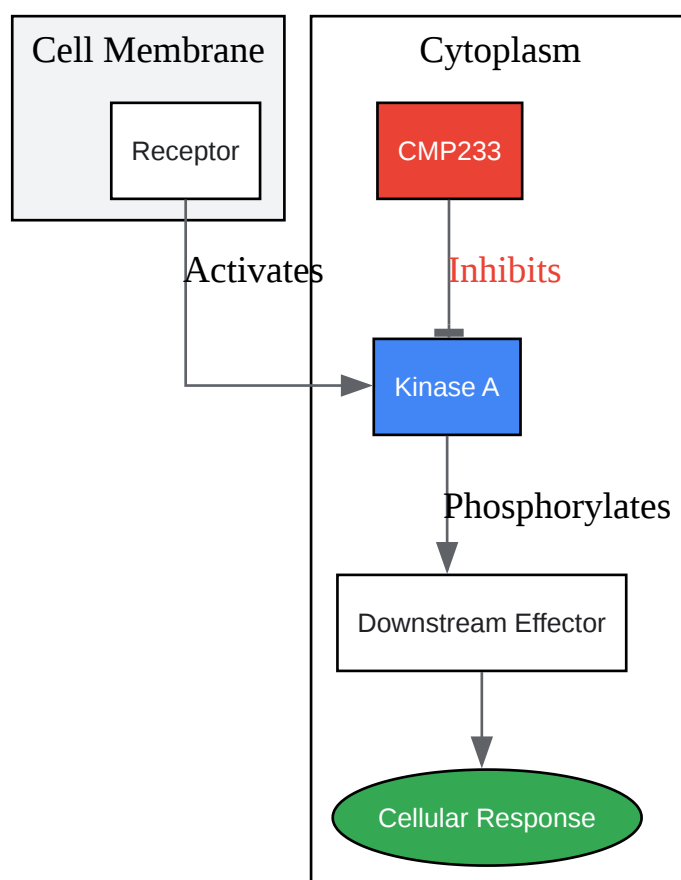 Cell Membrane
Cytoplasm
Receptor
CMP233
Activates
Inhibits
Kinase A
Phosphorylates
Downstream Effector
Cellular Response